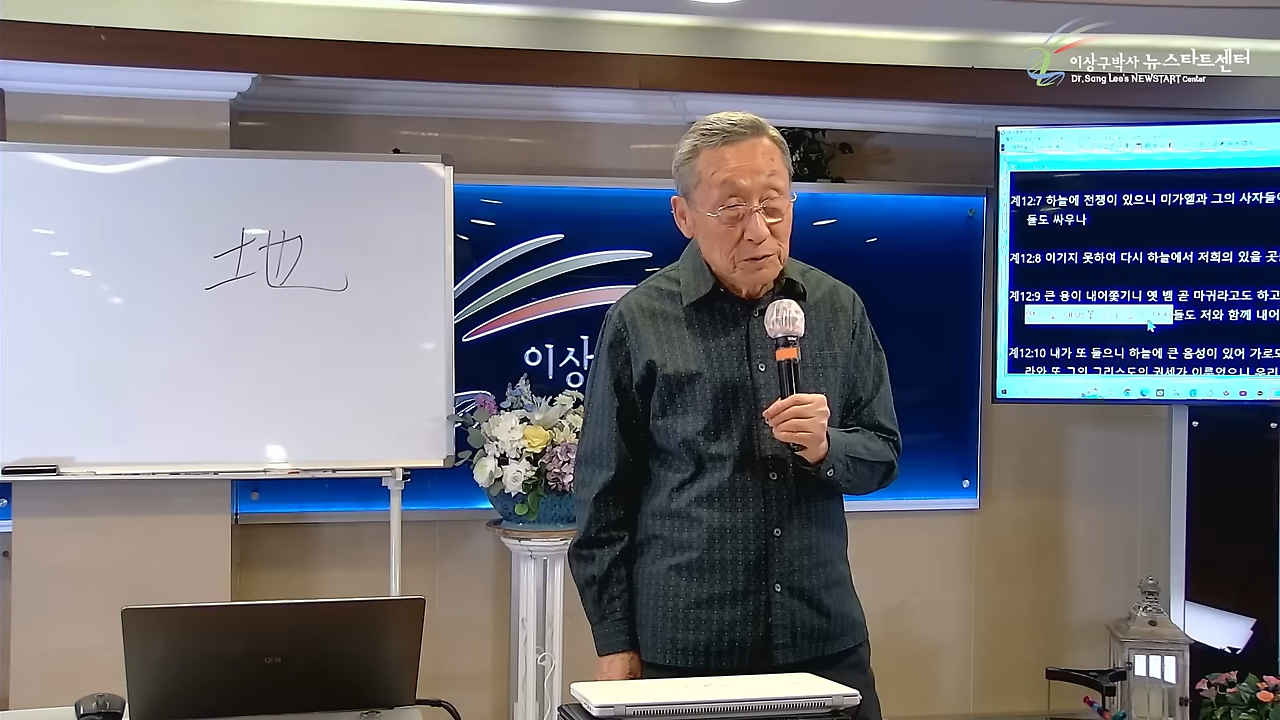 이상구박사 뉴스타트센터
Dr. Sang Lee's NEWSTART Center
地
이상
계12:7 하늘에 전쟁이 있으니 미가엘과 그의 사자들이
들도 싸우나
계12:8 이기지 못하여 다시 하늘에서 저희의 있을 곳
계12:9 큰 용이 내어쫓기니 옛 뱀 곧 마귀라고도 하고
들도 저와 함께 내어
계12:10 내가 또 들으니 하늘에 큰 음성이 있어 가로되
라와 또 그의 그리스도의 권세가 이루었으니 우리